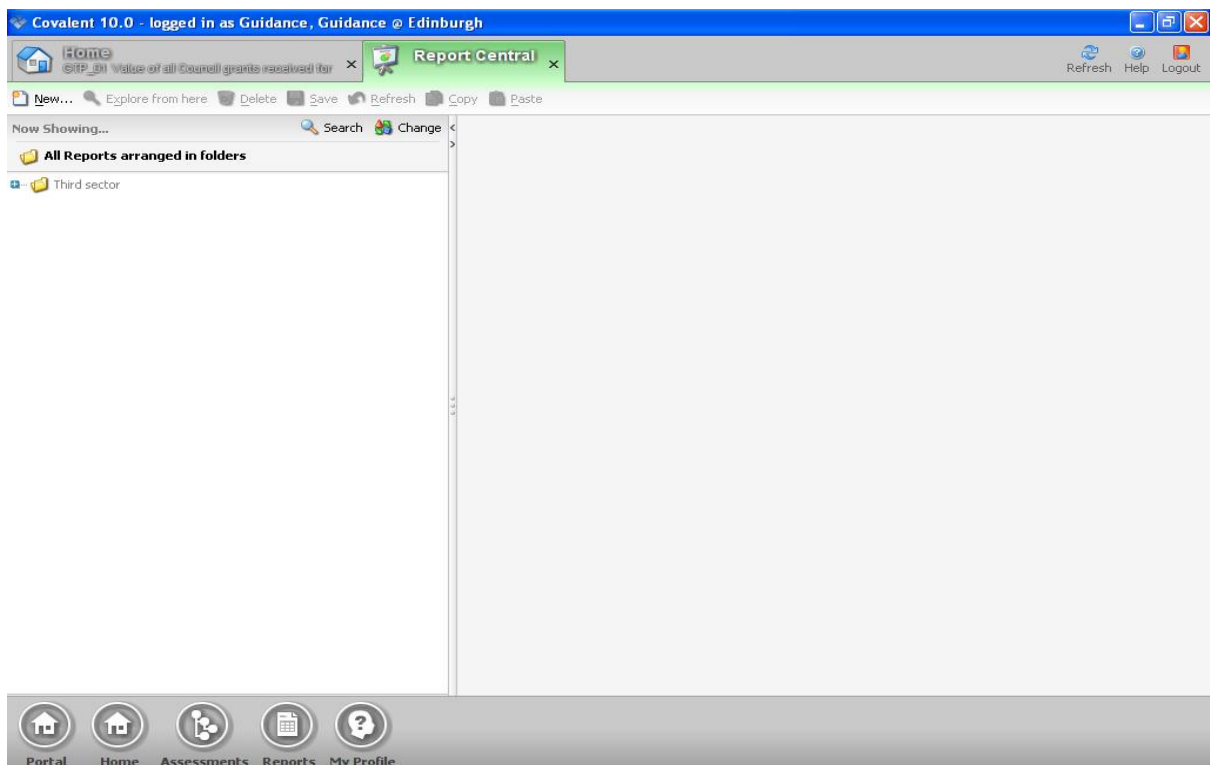 Covalent 10.0 - logged in as Guidance, Guidance @ Edinburgh
Home
GTP_01 Value of all Council grants received for
Report Central
Refresh Help Logout
New... Explore from here Delete Save Refresh Copy Paste
Now Showing... Search Change
All Reports arranged in folders
Third sector
Portal Home Assessments Reports My Profile